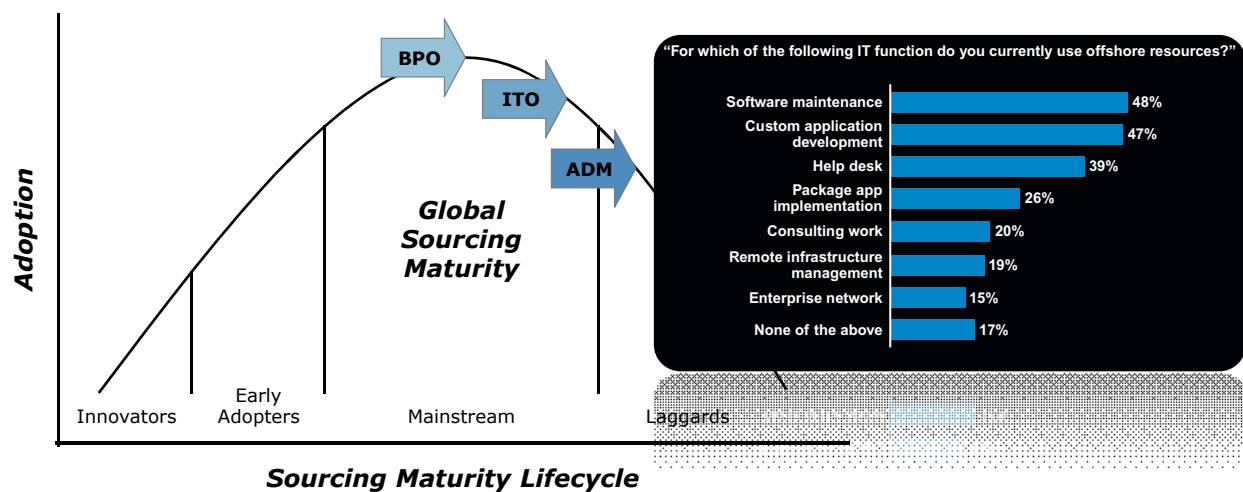 BPO
ITO
ADM
Adoption
Global
Sourcing
Maturity
Innovators
Early
Adopters
Mainstream
Laggards
Sourcing Maturity Lifecycle
“For which of the following IT function do you currently use offshore resources?”
Software maintenance 48%
Custom application
development 47%
Help desk 39%
Package app
implementation 26%
Consulting work 20%
Remote infrastructure
management 19%
Enterprise network 15%
None of the above 17%